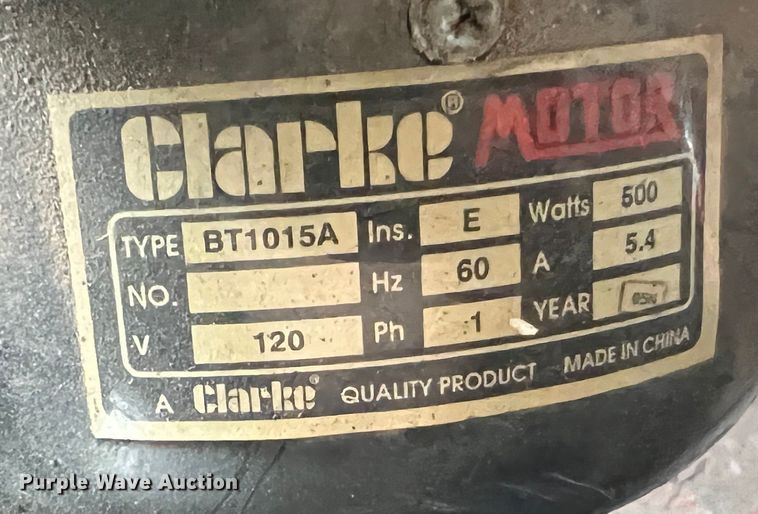 Clarke® MOTOR
TYPE BT1015A Ins. E Watts 500
NO. Hz 60 A 5.4
V 120 Ph 1 YEAR
A Clarke® QUALITY PRODUCT MADE IN CHINA
Purple Wave Auction